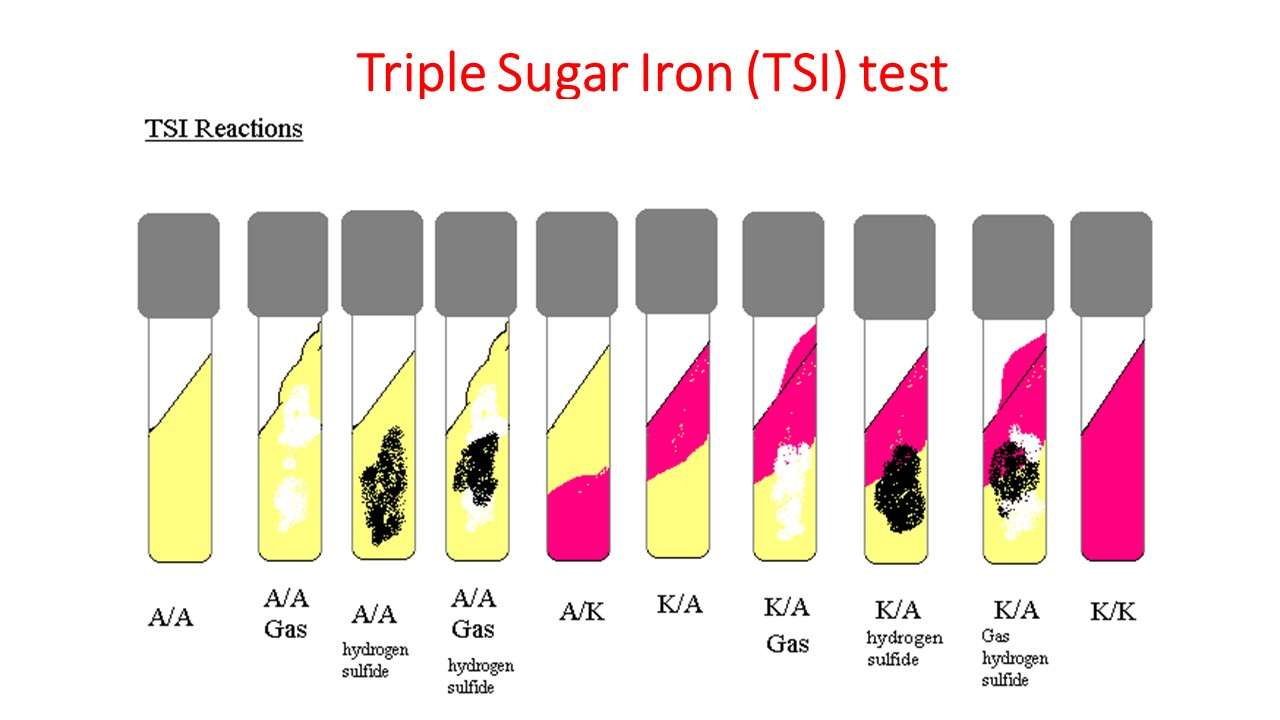 Triple Sugar Iron (TSI) test
TSI Reactions
A/A
A/A
Gas
A/A
hydrogen
sulfide
A/A
Gas
hydrogen
sulfide
A/K
K/A
K/A
Gas
K/A
hydrogen
sulfide
K/A
Gas
hydrogen
sulfide
K/K